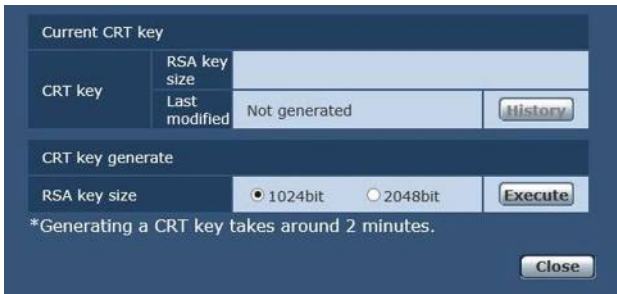 Current CRT key
CRT key
RSA key
size
Last
modified
Not generated
History
CRT key generate
RSA key size
1024bit
2048bit
Execute
*Generating a CRT key takes around 2 minutes.
Close